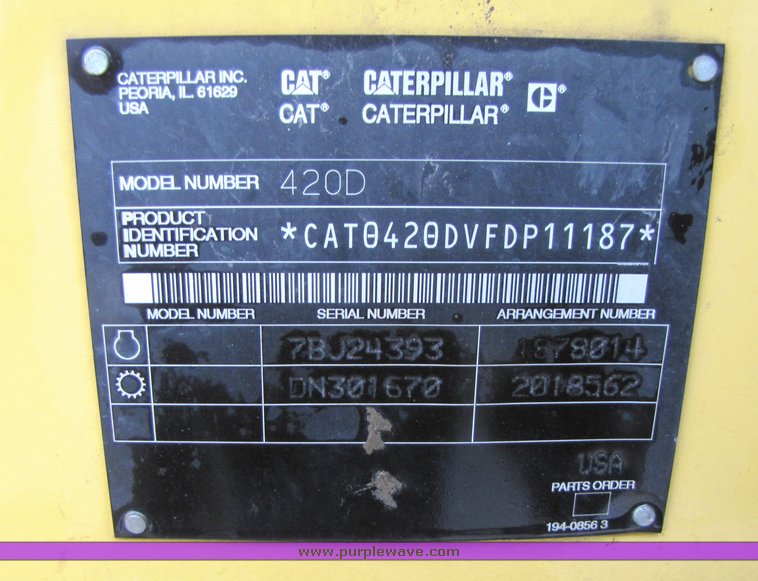 CATERPILLAR INC.
PEORIA, IL. 61629
USA
CAT® CATERPILLAR®
CAT® CATERPILLAR®
C ®
MODEL NUMBER 420D
PRODUCT
IDENTIFICATION
NUMBER
*CAT0420DVFDP11187*
MODEL NUMBER SERIAL NUMBER ARRANGEMENT NUMBER
7BJ24393 1878014
DN301670 2018562
USA
PARTS ORDER
194-0856 3
www.purplewave.com